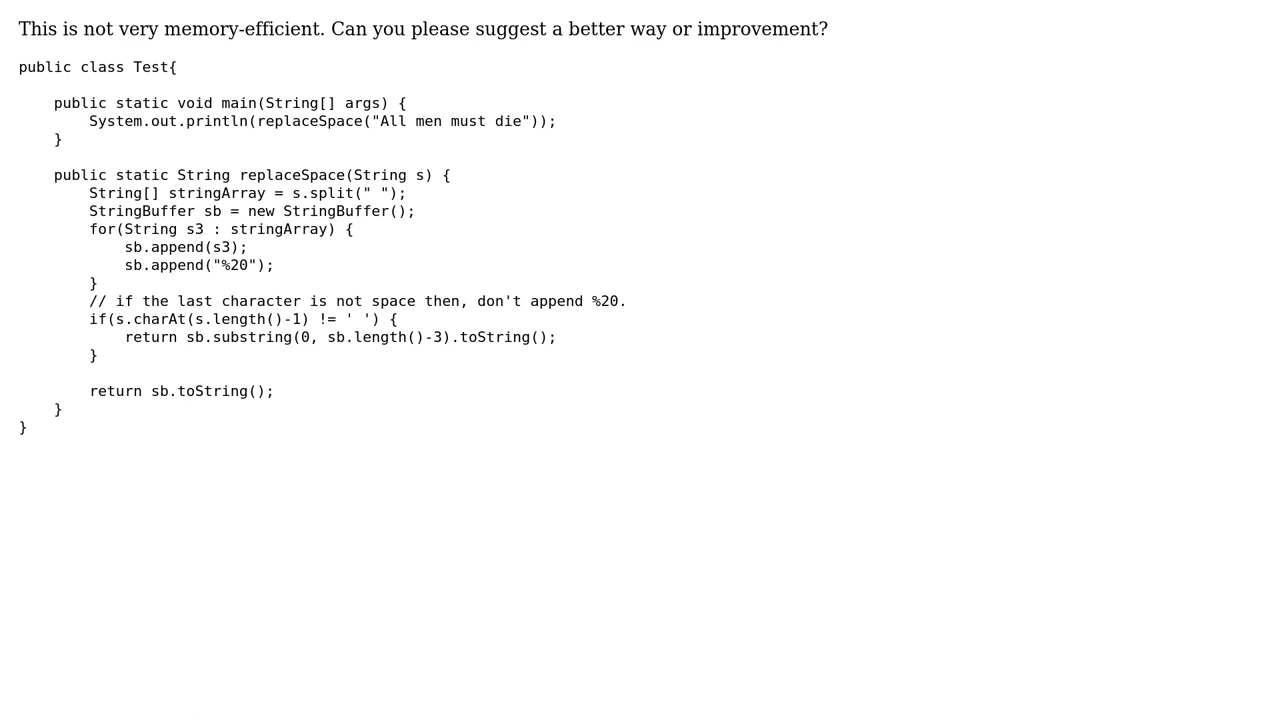 This is not very memory-efficient. Can you please suggest a better way or improvement?
public class Test{

    public static void main(String[] args) {
        System.out.println(replaceSpace("All men must die"));
    }

    public static String replaceSpace(String s) {
        String[] stringArray = s.split(" ");
        StringBuffer sb = new StringBuffer();
        for(String s3 : stringArray) {
            sb.append(s3);
            sb.append("%20");
        }
        // if the last character is not space then, don't append %20.
        if(s.charAt(s.length()-1) != ' ') {
            return sb.substring(0, sb.length()-3).toString();
        }

        return sb.toString();
    }
}